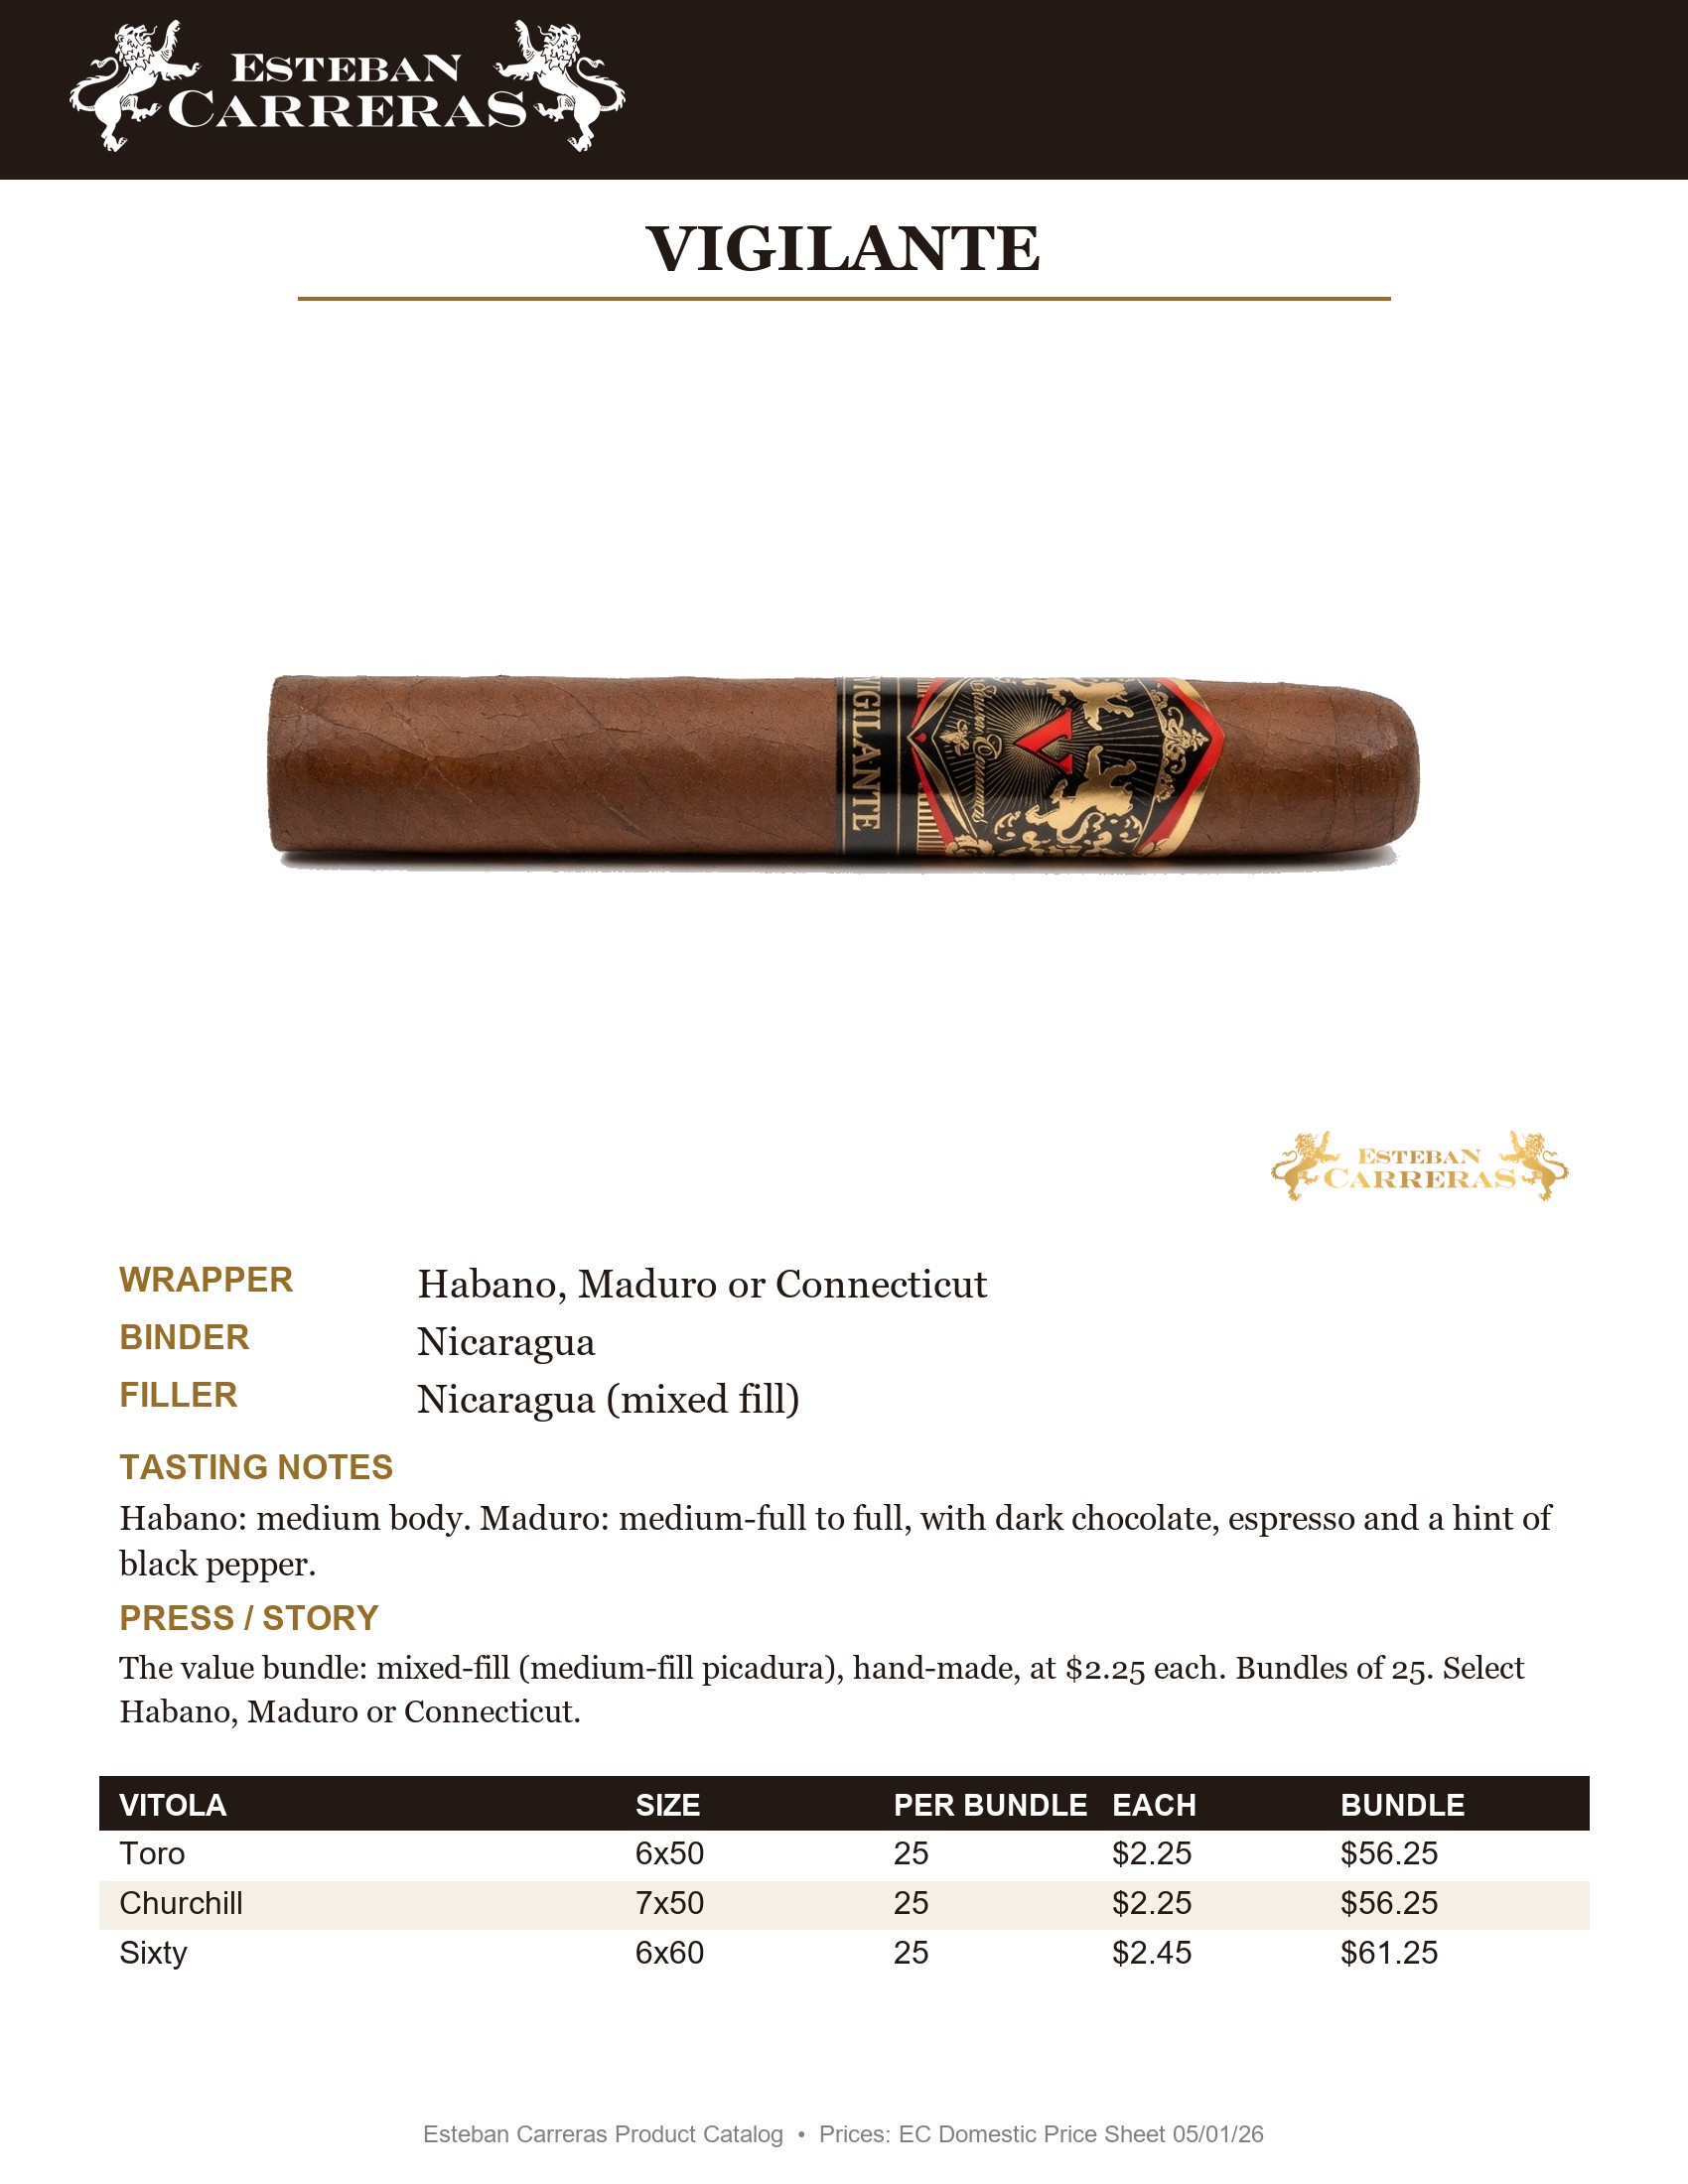 ESTEBAN
CARRERAS
VIGILANTE
VIGILANTE
Esteban Carreras
V
ESTEBAN
CARRERAS
WRAPPER Habano, Maduro or Connecticut
BINDER Nicaragua
FILLER Nicaragua (mixed fill)
TASTING NOTES
Habano: medium body. Maduro: medium-full to full, with dark chocolate, espresso and a hint of
black pepper.
PRESS / STORY
The value bundle: mixed-fill (medium-fill picadura), hand-made, at $2.25 each. Bundles of 25. Select
Habano, Maduro or Connecticut.
VITOLA SIZE PER BUNDLE EACH BUNDLE
Toro 6x50 25 $2.25 $56.25
Churchill 7x50 25 $2.25 $56.25
Sixty 6x60 25 $2.45 $61.25
Esteban Carreras Product Catalog • Prices: EC Domestic Price Sheet 05/01/26